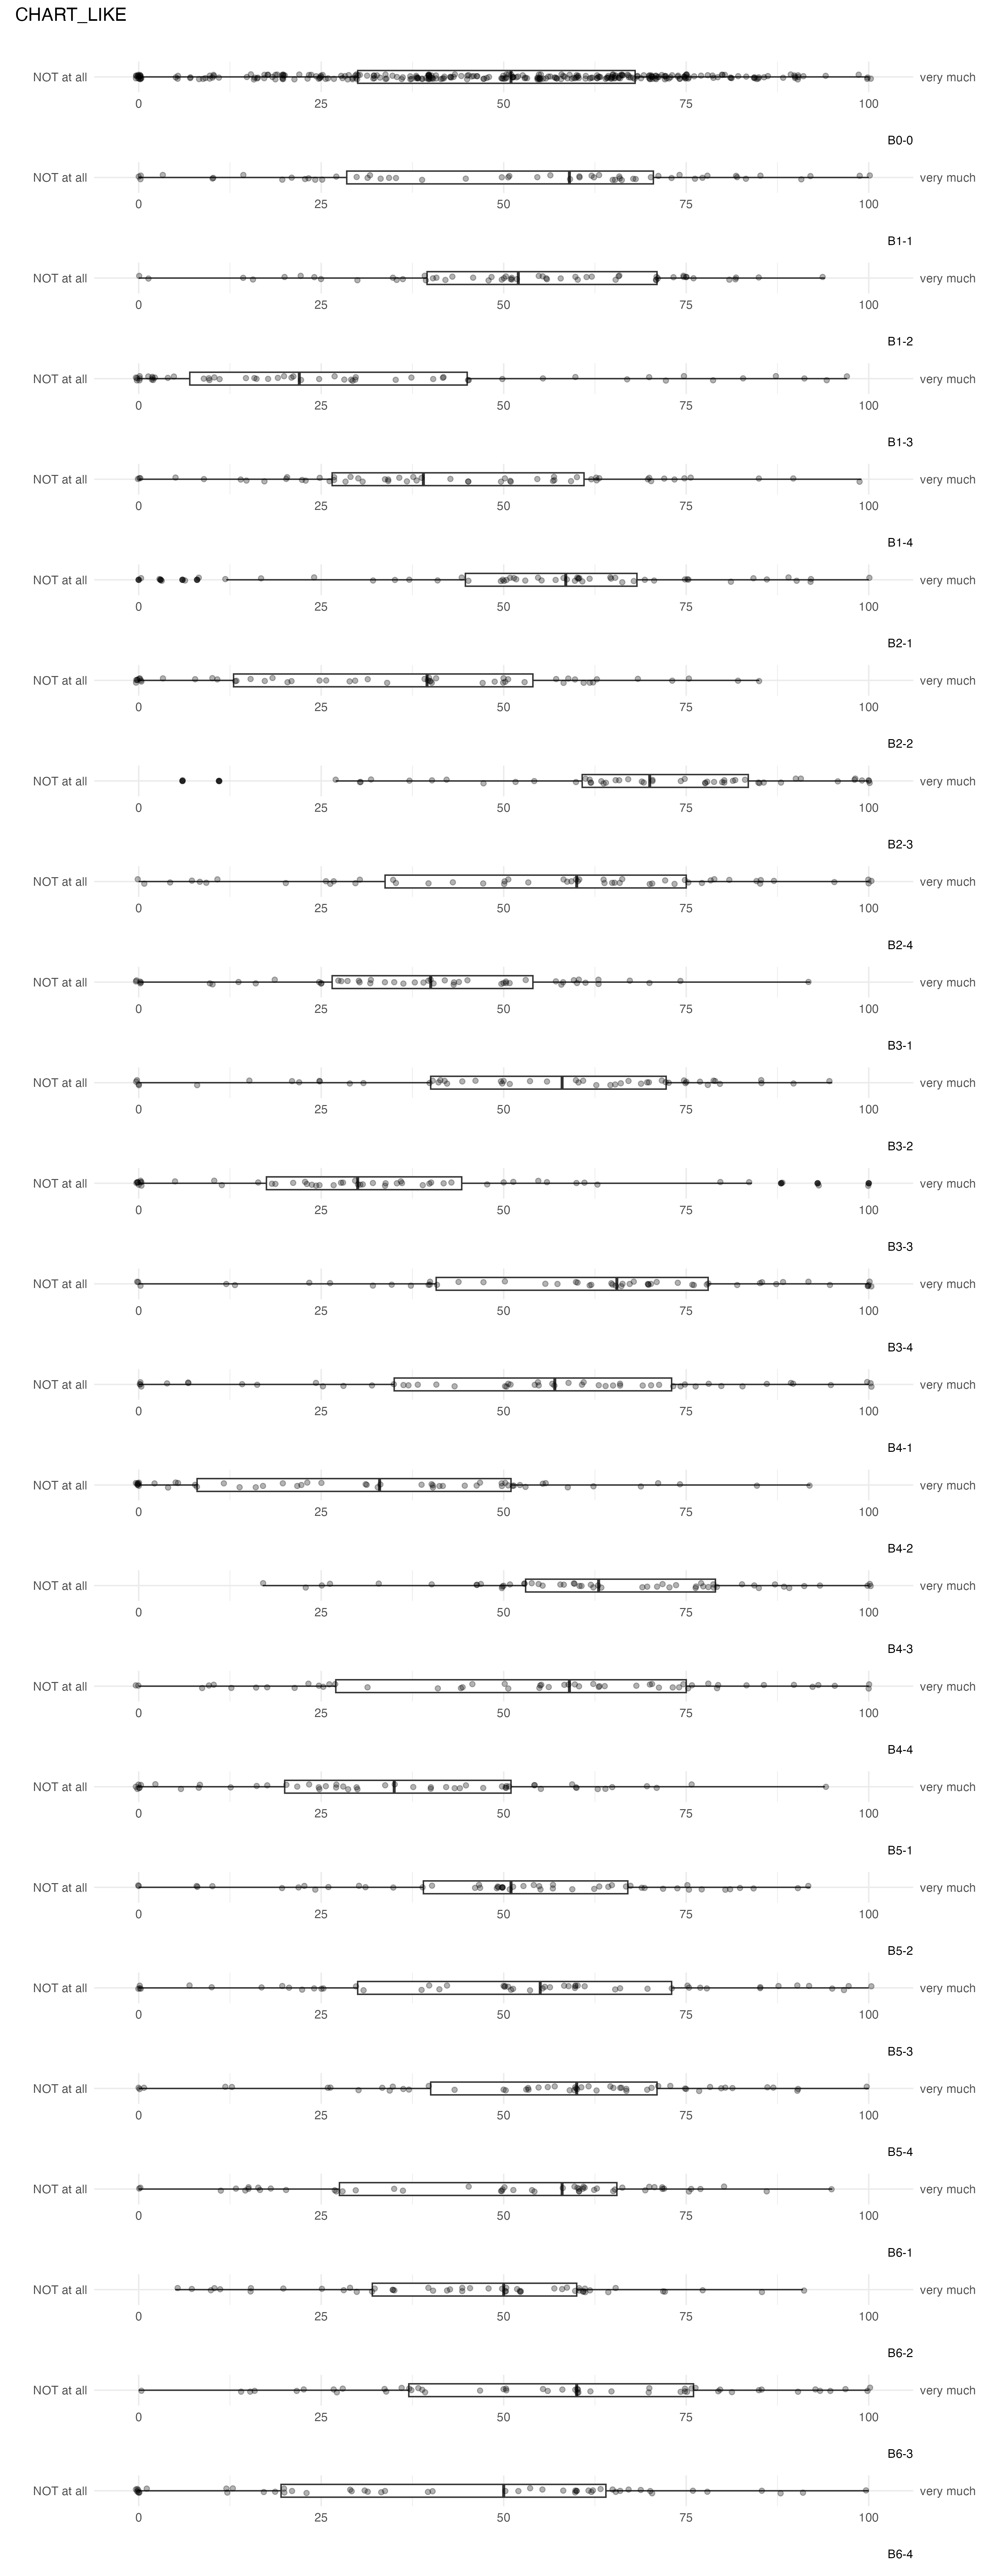 CHART_LIKE
NOT at all very much
0 25 50 75 100
B0-0
NOT at all very much
0 25 50 75 100
B1-1
NOT at all very much
0 25 50 75 100
B1-2
NOT at all very much
0 25 50 75 100
B1-3
NOT at all very much
0 25 50 75 100
B1-4
NOT at all very much
0 25 50 75 100
B2-1
NOT at all very much
0 25 50 75 100
B2-2
NOT at all very much
0 25 50 75 100
B2-3
NOT at all very much
0 25 50 75 100
B2-4
NOT at all very much
0 25 50 75 100
B3-1
NOT at all very much
0 25 50 75 100
B3-2
NOT at all very much
0 25 50 75 100
B3-3
NOT at all very much
0 25 50 75 100
B3-4
NOT at all very much
0 25 50 75 100
B4-1
NOT at all very much
0 25 50 75 100
B4-2
NOT at all very much
0 25 50 75 100
B4-3
NOT at all very much
0 25 50 75 100
B4-4
NOT at all very much
0 25 50 75 100
B5-1
NOT at all very much
0 25 50 75 100
B5-2
NOT at all very much
0 25 50 75 100
B5-3
NOT at all very much
0 25 50 75 100
B5-4
NOT at all very much
0 25 50 75 100
B6-1
NOT at all very much
0 25 50 75 100
B6-2
NOT at all very much
0 25 50 75 100
B6-3
NOT at all very much
0 25 50 75 100
B6-4